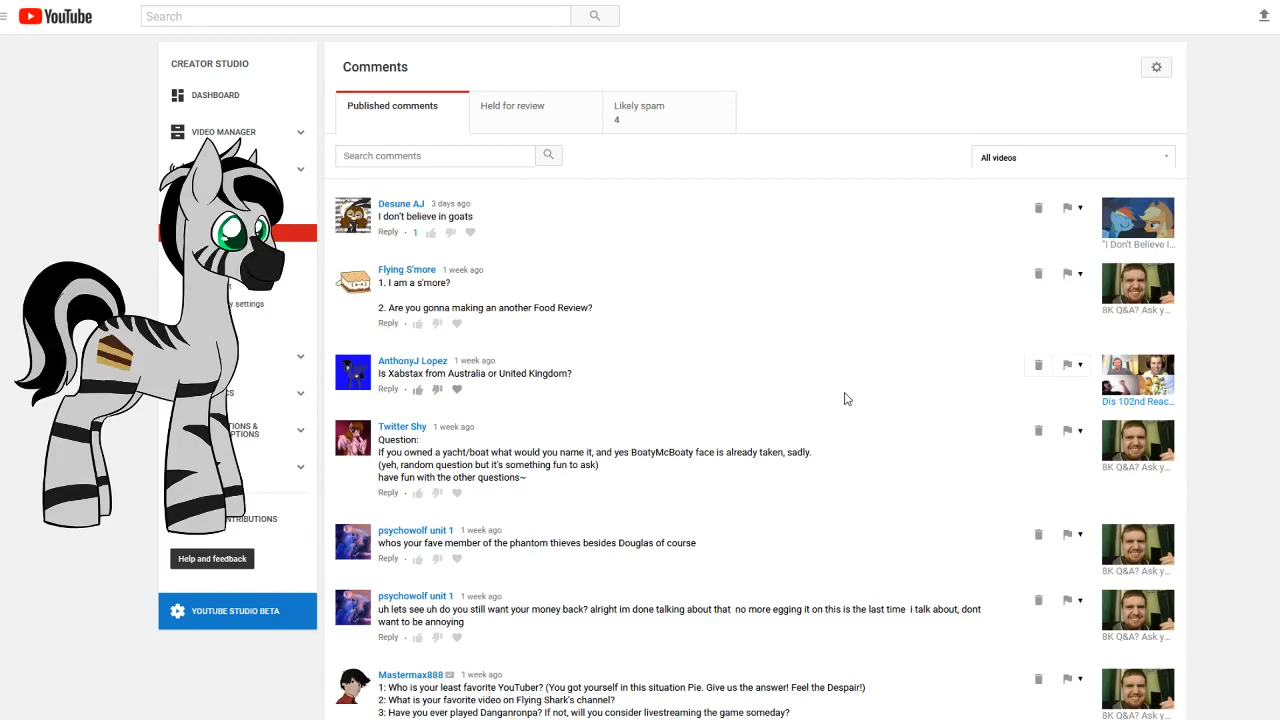 YouTube
Search
CREATOR STUDIO
DASHBOARD
VIDEO MANAGER
y settings
CS
TIONS &
PTIONS
NTRIBUTIONS
Help and feedback
YOUTUBE STUDIO BETA
Comments
Published comments
Held for review
Likely spam
4
Search comments
All videos
Desune AJ 3 days ago
I don't believe in goats
Reply · 1
"I Don't Believe I...
Flying S'more 1 week ago
1. I am a s'more?
2. Are you gonna making an another Food Review?
Reply ·
8K Q&A? Ask y...
AnthonyJ Lopez 1 week ago
Is Xabstax from Australia or United Kingdom?
Reply ·
Dis 102nd Reac...
Twitter Shy 1 week ago
Question:
If you owned a yacht/boat what would you name it, and yes BoatyMcBoaty face is already taken, sadly.
(yeh, random question but it's something fun to ask)
have fun with the other questions~
Reply ·
8K Q&A? Ask y...
psychowolf unit 1 1 week ago
whos your fave member of the phantom thieves besides Douglas of course
Reply ·
8K Q&A? Ask y...
psychowolf unit 1 1 week ago
uh lets see uh do you still want your money back? alright im done talking about that no more egging it on this is the last time i talk about, dont
want to be annoying
Reply ·
8K Q&A? Ask y...
Mastermax888 1 week ago
1: Who is your least favorite YouTuber? (You got yourself in this situation Pie. Give us the answer! Feel the Despair!)
2: What is your favorite video on Flying Shark's channel?
3: Have you ever played Danganronpa? If not, will you consider livestreaming the game someday?
8K Q&A? Ask y...